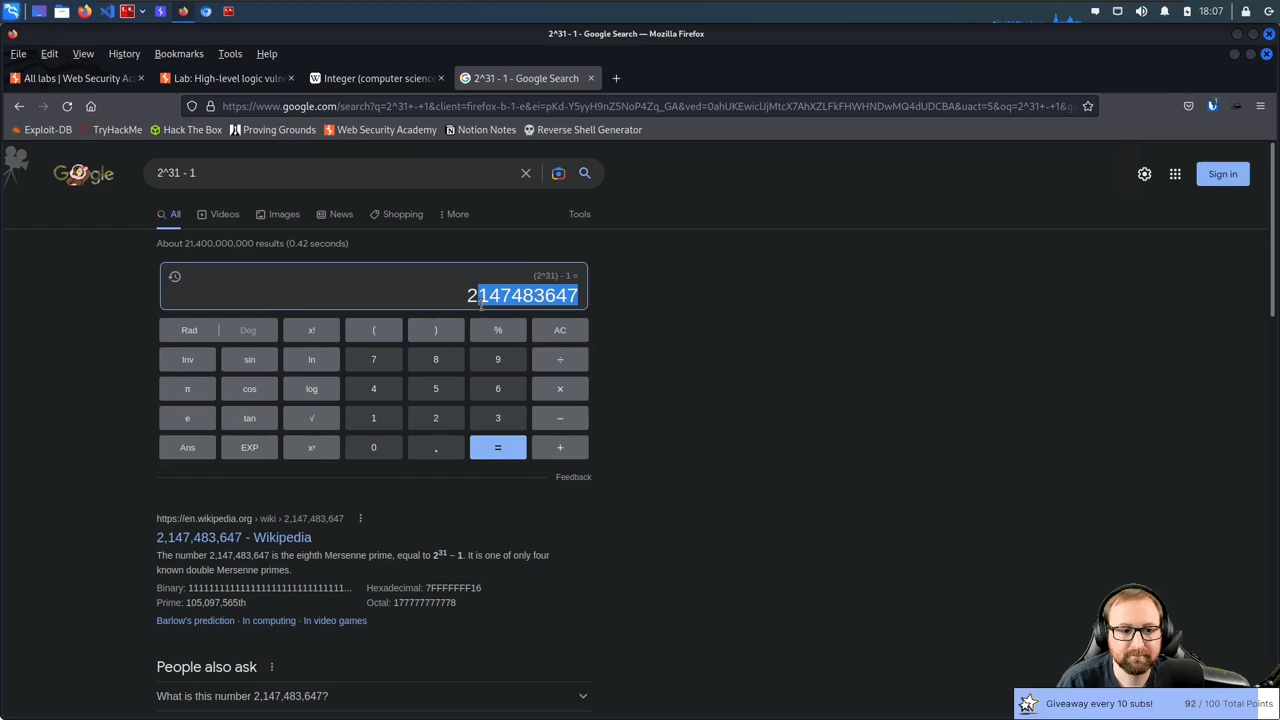 18:07
2^31 - 1 - Google Search — Mozilla Firefox
File Edit View History Bookmarks Tools Help
All labs | Web Security Ac
Lab: High-level logic vuln
Integer (computer scienc
2^31 - 1 - Google Search
https://www.google.com/search?q=2^31+-+1&client=firefox-b-1-e&ei=pKd-Y5yyH9nZ5NoP4Zq_GA&ved=0ahUKEwiclJjMtcX7AhXZLFkFHWHNDwMQ4dUDCBA&uact=5&oq=2^31+-+1&g
Exploit-DB TryHackMe Hack The Box Proving Grounds Web Security Academy Notion Notes Reverse Shell Generator
Google
2^31 - 1
Sign in
All Videos Images News Shopping More Tools
About 21,400,000,000 results (0.42 seconds)
(2^31) - 1 =
2147483647
Rad Deg x! ( ) % AC
Inv sin ln 7 8 9 ÷
π cos log 4 5 6 ×
e tan √ 1 2 3 −
Ans EXP xʸ 0 . = +
Feedback
https://en.wikipedia.org › wiki › 2,147,483,647
2,147,483,647 - Wikipedia
The number 2,147,483,647 is the eighth Mersenne prime, equal to 2³¹ − 1. It is one of only four
known double Mersenne primes.
Binary: 1111111111111111111111111111111... Hexadecimal: 7FFFFFFF16
Prime: 105,097,565th Octal: 177777777778
Barlow's prediction · In computing · In video games
People also ask
What is this number 2,147,483,647?
Giveaway every 10 subs! 92 / 100 Total Points